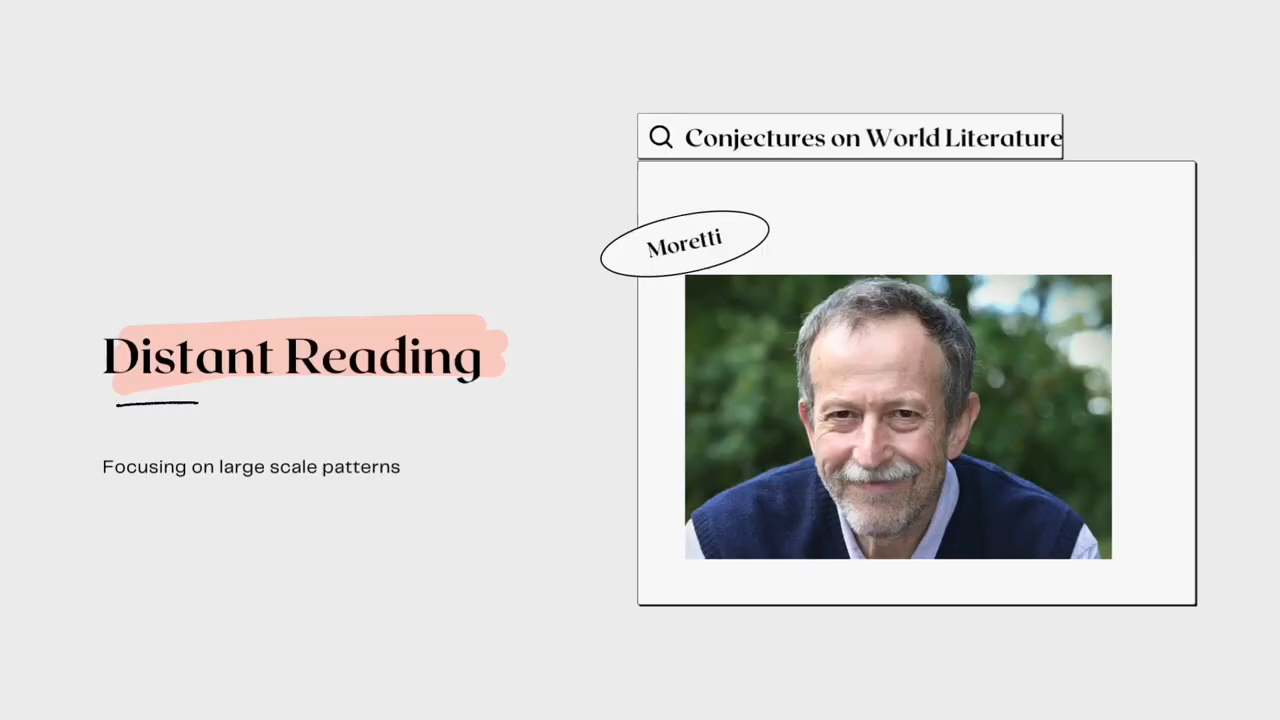 Distant Reading
Focusing on large scale patterns
Conjectures on World Literature
Moretti